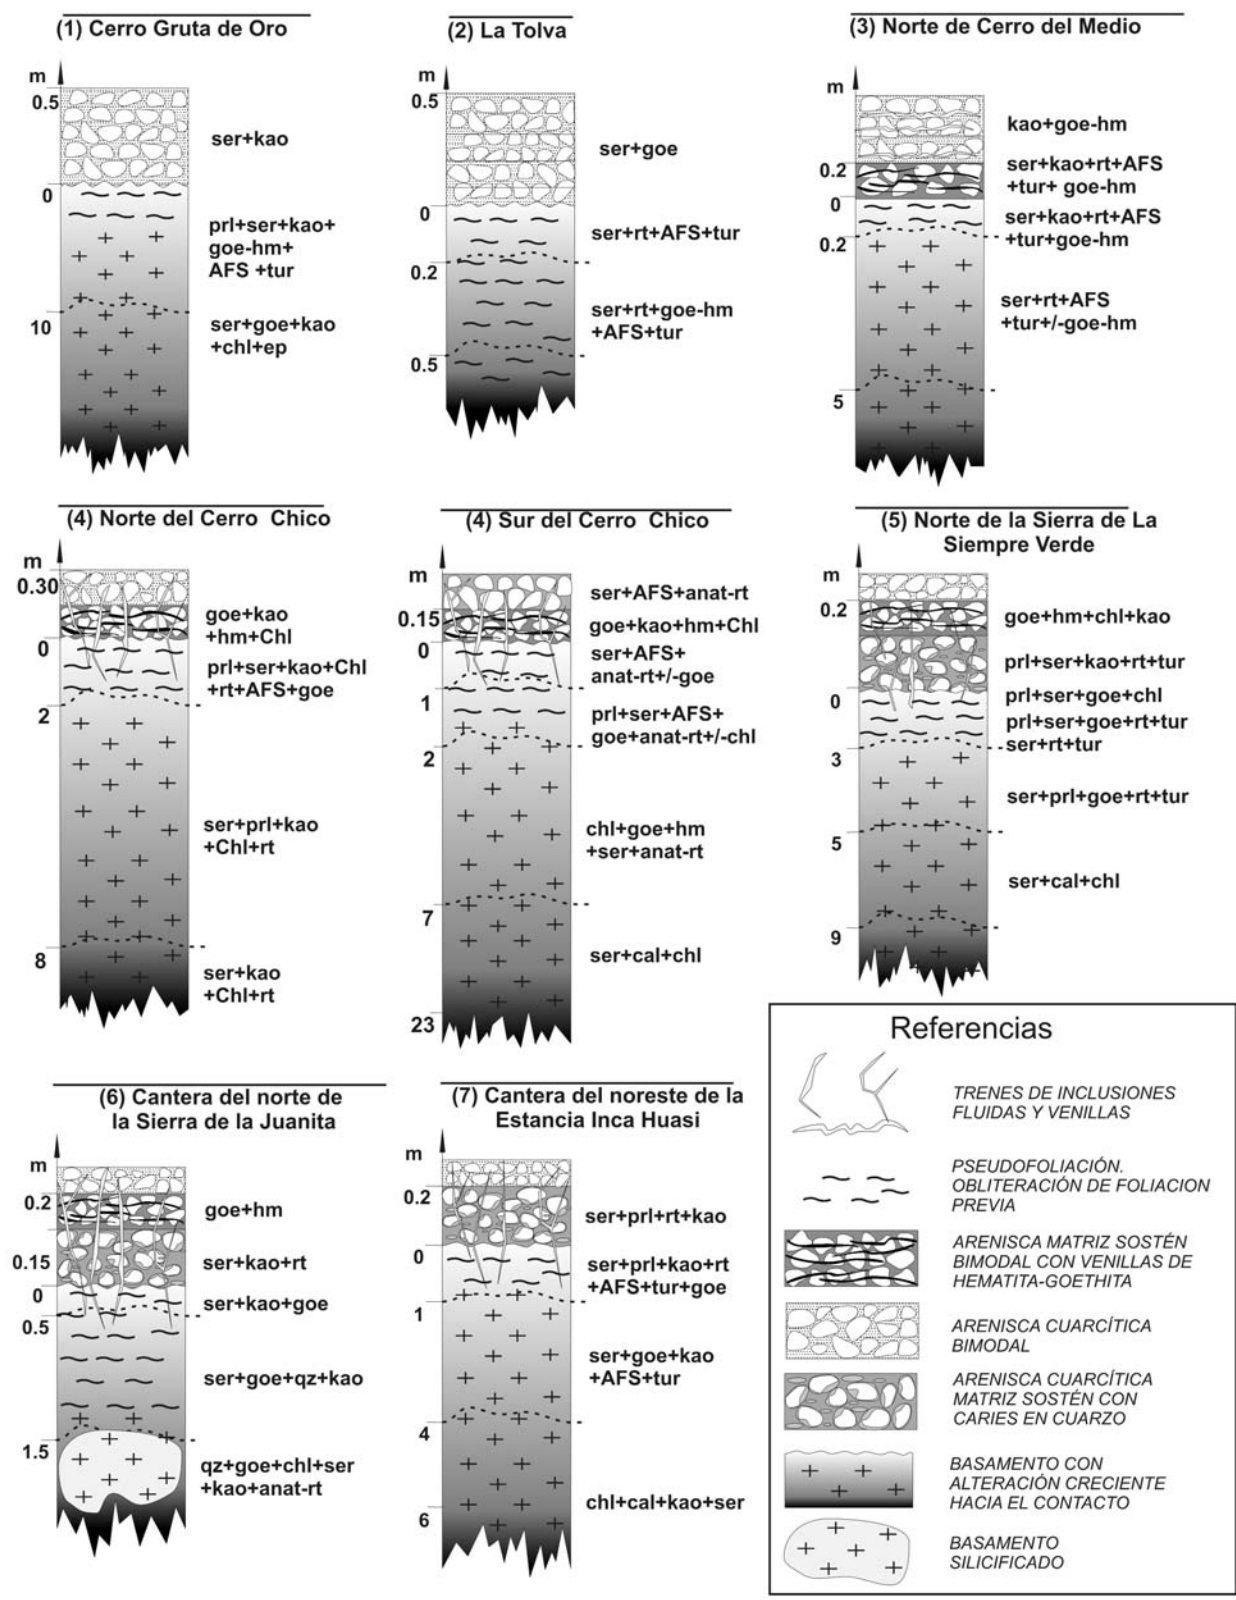 (1) Cerro Gruta de Oro
m
0.5
ser+kao
0
prl+ser+kao+
goe-hm+
AFS +tur
10
ser+goe+kao
+chl+ep
(2) La Tolva
0.5
ser+goe
0
ser+rt+AFS+tur
0.2
ser+rt+goe-hm
+AFS+tur
0.5
(3) Norte de Cerro del Medio
m
kao+goe-hm
0.2
ser+kao+rt+AFS
+tur+ goe-hm
0
ser+kao+rt+AFS
+tur+goe-hm
0.2
ser+rt+AFS
+tur+/-goe-hm
5
(4) Norte del Cerro Chico
m
0.30
goe+kao
+hm+Chl
0
prl+ser+kao+Chl
+rt+AFS+goe
2
ser+prl+kao
+Chl+rt
8
ser+kao
+Chl+rt
(4) Sur del Cerro Chico
m
ser+AFS+anat-rt
0.15
goe+kao+hm+Chl
0
ser+AFS+
anat-rt+/-goe
1
prl+ser+AFS+
goe+anat-rt+/-chl
2
chl+goe+hm
+ser+anat-rt
7
ser+cal+chl
23
(5) Norte de la Sierra de La
Siempre Verde
m
0.2
goe+hm+chl+kao
prl+ser+kao+rt+tur
0
prl+ser+goe+chl
prl+ser+goe+rt+tur
ser+rt+tur
3
ser+prl+goe+rt+tur
5
ser+cal+chl
9
(6) Cantera del norte de
la Sierra de la Juanita
m
0.2
goe+hm
0.15
ser+kao+rt
0
ser+kao+goe
0.5
ser+goe+qz+kao
1.5
qz+goe+chl+ser
+kao+anat-rt
(7) Cantera del noreste de la
Estancia Inca Huasi
m
0.2
ser+prl+rt+kao
0
ser+prl+kao+rt
+AFS+tur+goe
1
ser+goe+kao
+AFS+tur
4
chl+cal+kao+ser
6
Referencias
TRENES DE INCLUSIONES
FLUIDAS Y VENILLAS
PSEUDOFOLIACIÓN.
OBLITERACIÓN DE FOLIACION
PREVIA
ARENISCA MATRIZ SOSTÉN
BIMODAL CON VENILLAS DE
HEMATITA-GOETHITA
ARENISCA CUARCÍTICA
BIMODAL
ARENISCA CUARCÍTICA
MATRIZ SOSTÉN CON
CARIES EN CUARZO
BASAMENTO CON
ALTERACIÓN CRECIENTE
HACIA EL CONTACTO
BASAMENTO
SILICIFICADO